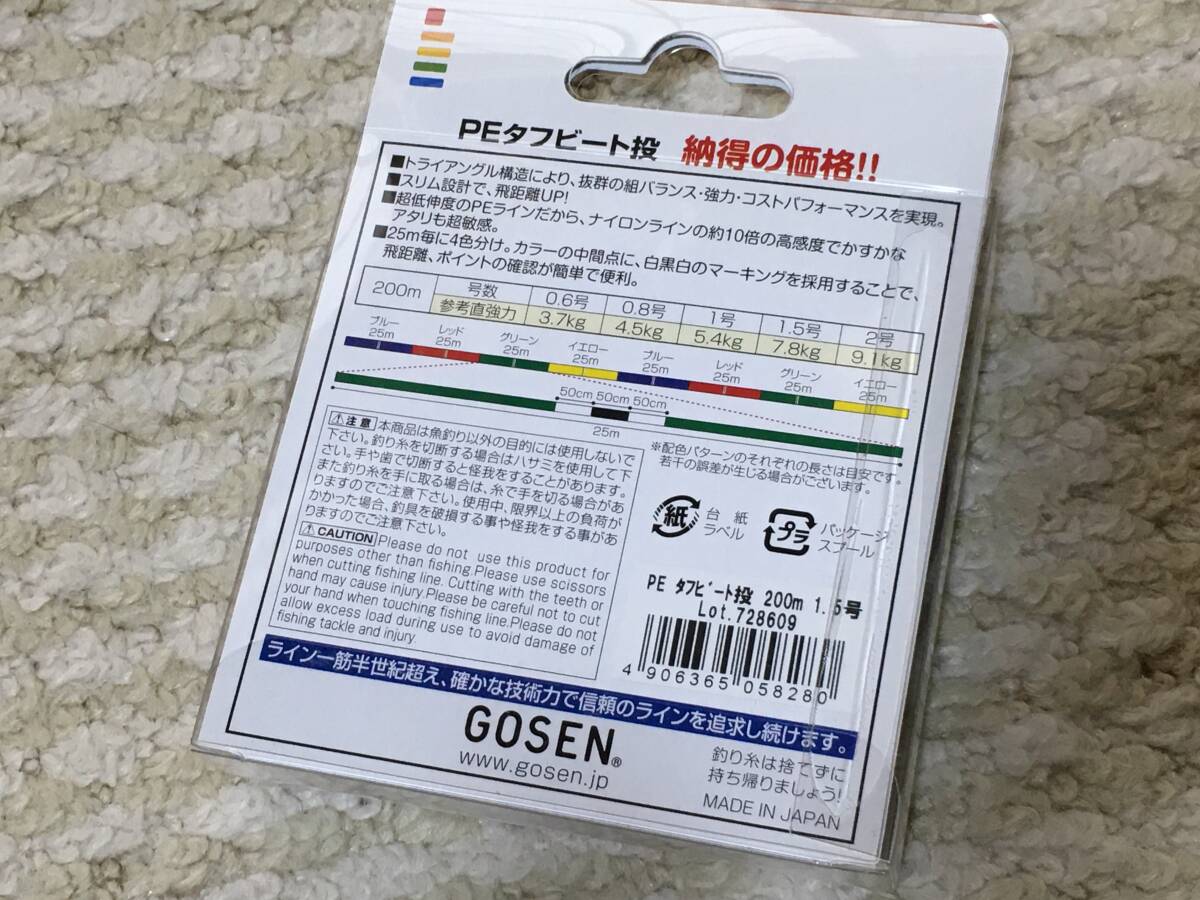 PEタフビート投 納得の価格!!
■トライアングル構造により、抜群の組バランス・強力・コストパフォーマンスを実現。
■スリム設計で、飛距離UP!
■超低伸度のPEラインだから、ナイロンラインの約10倍の高感度でかすかな
アタリも超敏感。
■25m毎に4色分け。カラーの中間点に、白黒白のマーキングを採用することで、
飛距離、ポイントの確認が簡単で便利。
200m 号数 0.6号 0.8号 1号 1.5号 2号
参考直強力 3.7kg 4.5kg 5.4kg 7.8kg 9.1kg
ブルー レッド グリーン イエロー ブルー レッド グリーン イエロー
25m 25m 25m 25m 25m 25m 25m 25m
50cm 50cm 50cm
25m
※配色パターンのそれぞれの長さは目安です。
若干の誤差が生じる場合がございます。
注意 本商品は魚釣り以外の目的には使用しないで
下さい。釣り糸を切断する場合はハサミを使用して下
さい。手や歯で切断すると怪我をすることがあります。
また釣り糸を手に取る場合は、糸で手を切る場合があ
りますのでご注意下さい。使用中、限界以上の負荷が
かかった場合、釣具を破損する事や怪我をする事があ
りますのでご注意下さい。
CAUTION Please do not use this product for
purposes other than fishing.Please use scissors
when cutting fishing line. Cutting with the teeth or
hand may cause injury.Please be careful not to cut
your hand when touching fishing line.Please do not
allow excess load during use to avoid damage of
fishing tackle and injury.
紙 台紙
ラベル
プラ パッケージ
スプール
PE タフビート投 200m 1.5号
Lot.728609
4 906365 058280
ライン一筋半世紀超え、確かな技術力で信頼のラインを追求し続けます。
GOSEN®
www.gosen.jp
釣り糸は捨てずに
持ち帰りましょう!
MADE IN JAPAN